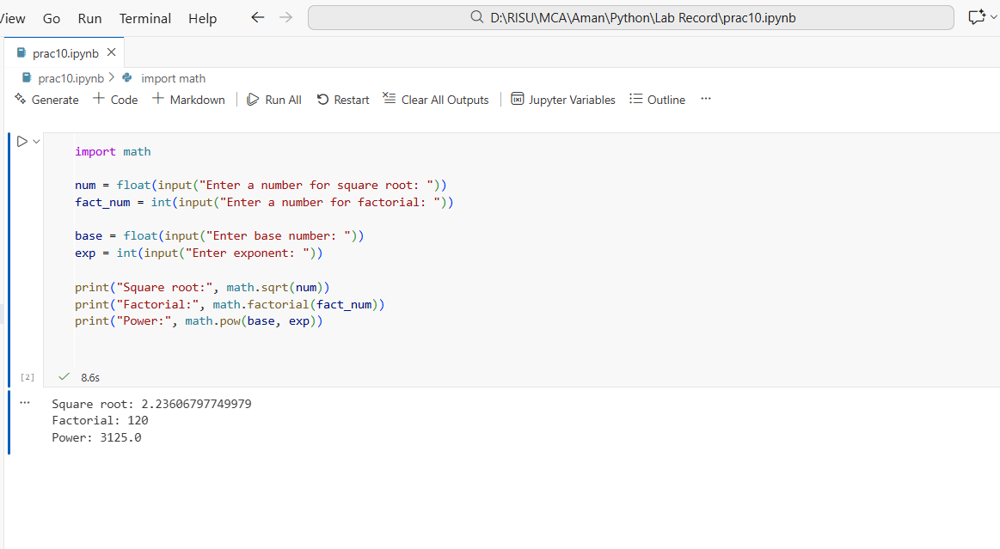 View Go Run Terminal Help D:\RISU\MCA\Aman\Python\Lab Record\prac10.ipynb
prac10.ipynb
prac10.ipynb > import math
Generate + Code + Markdown Run All Restart Clear All Outputs Jupyter Variables Outline ...
import math
num = float(input("Enter a number for square root: "))
fact_num = int(input("Enter a number for factorial: "))
base = float(input("Enter base number: "))
exp = int(input("Enter exponent: "))
print("Square root:", math.sqrt(num))
print("Factorial:", math.factorial(fact_num))
print("Power:", math.pow(base, exp))
[2] 8.6s
Square root: 2.23606797749979
Factorial: 120
Power: 3125.0